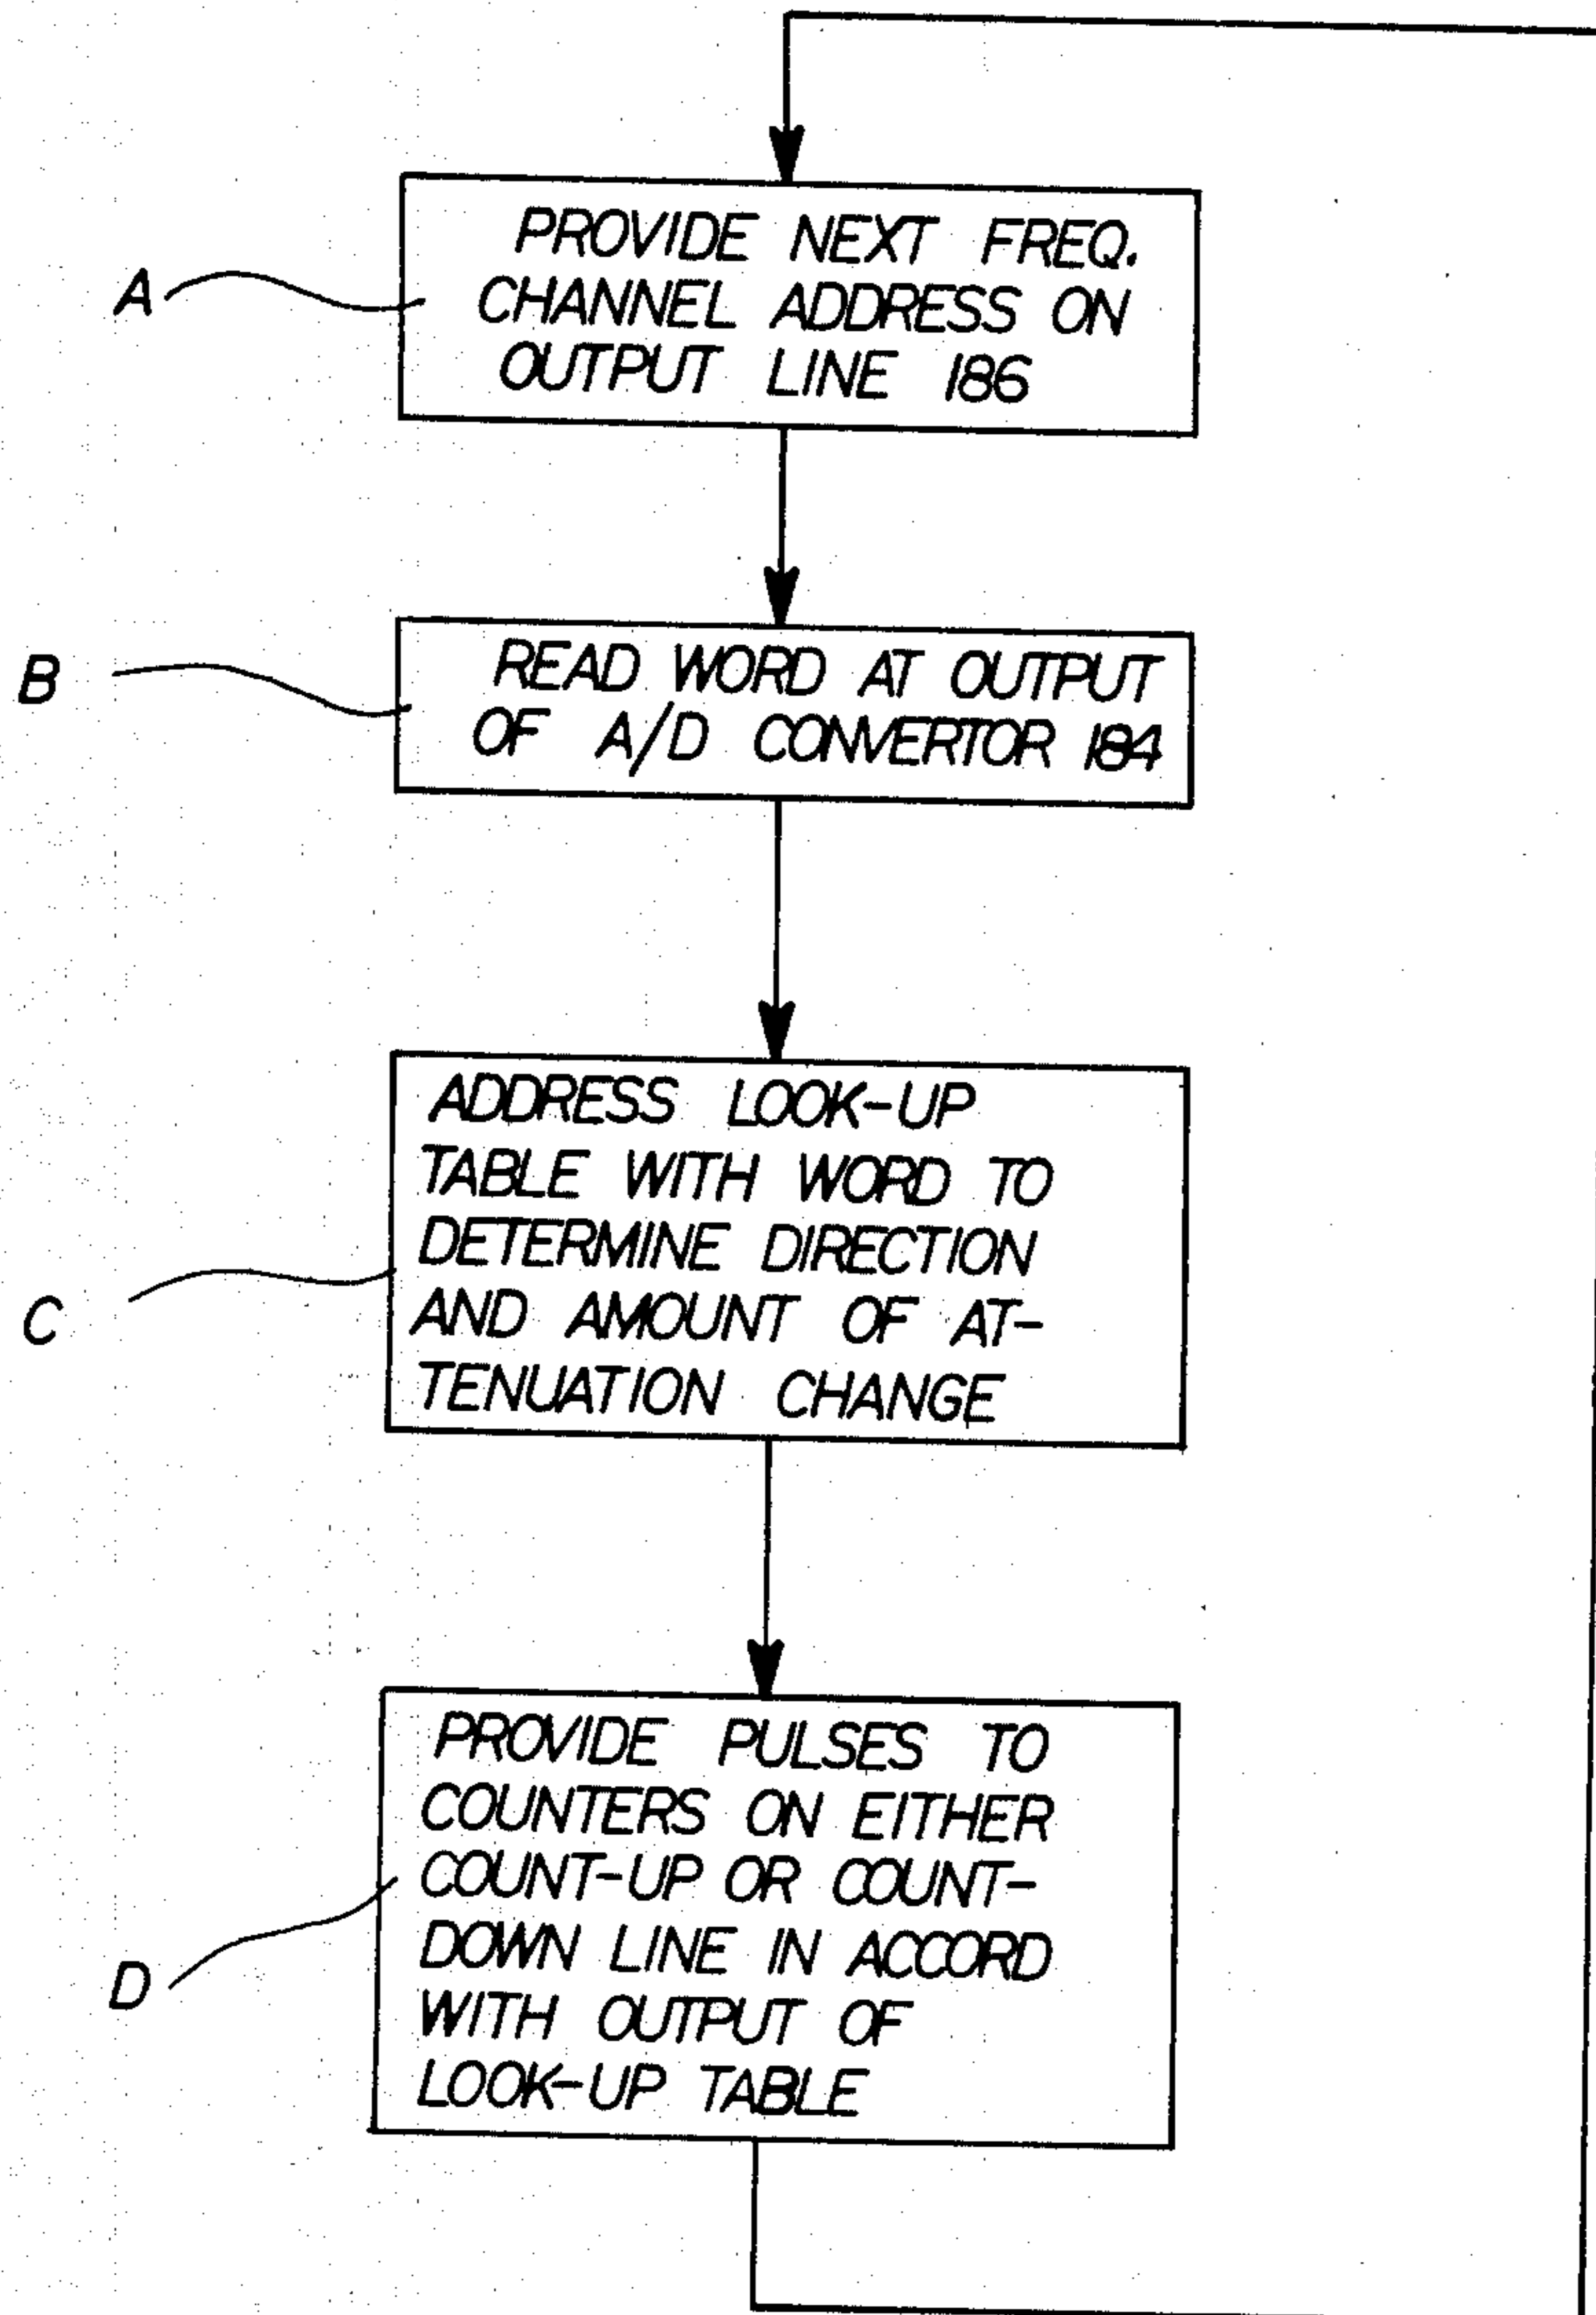 A
PROVIDE NEXT FREQ.
CHANNEL ADDRESS ON
OUTPUT LINE 186
B
READ WORD AT OUTPUT
OF A/D CONVERTOR 184
C
ADDRESS LOOK-UP
TABLE WITH WORD TO
DETERMINE DIRECTION
AND AMOUNT OF AT-
TENUATION CHANGE
D
PROVIDE PULSES TO
COUNTERS ON EITHER
COUNT-UP OR COUNT-
DOWN LINE IN ACCORD
WITH OUTPUT OF
LOOK-UP TABLE